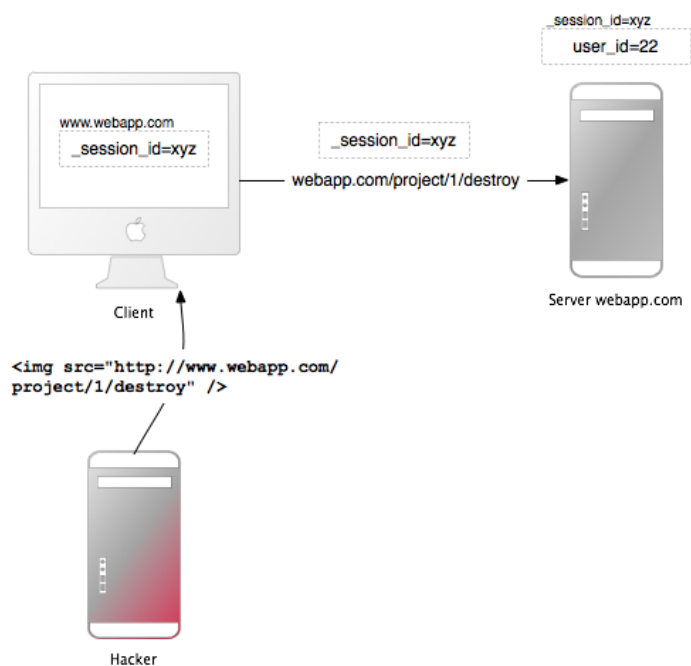 _session_id=xyz
user_id=22
www.webapp.com
_session_id=xyz
_session_id=xyz
webapp.com/project/1/destroy
Server webapp.com
Client
<img src="http://www.webapp.com/
project/1/destroy" />
Hacker